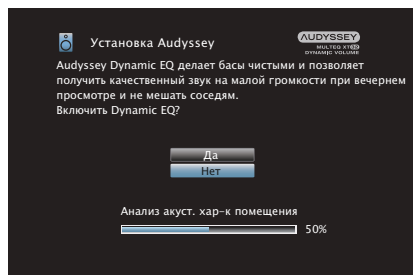 Установка Audyssey
AUDYSSEY
MULTEQ XT32
DYNAMIC VOLUME
Audyssey Dynamic EQ делает басы чистыми и позволяет
получить качественный звук на малой громкости при вечернем
просмотре и не мешать соседям.
Включить Dynamic EQ?
Да
Нет
Анализ акуст. хар-к помещения
50%